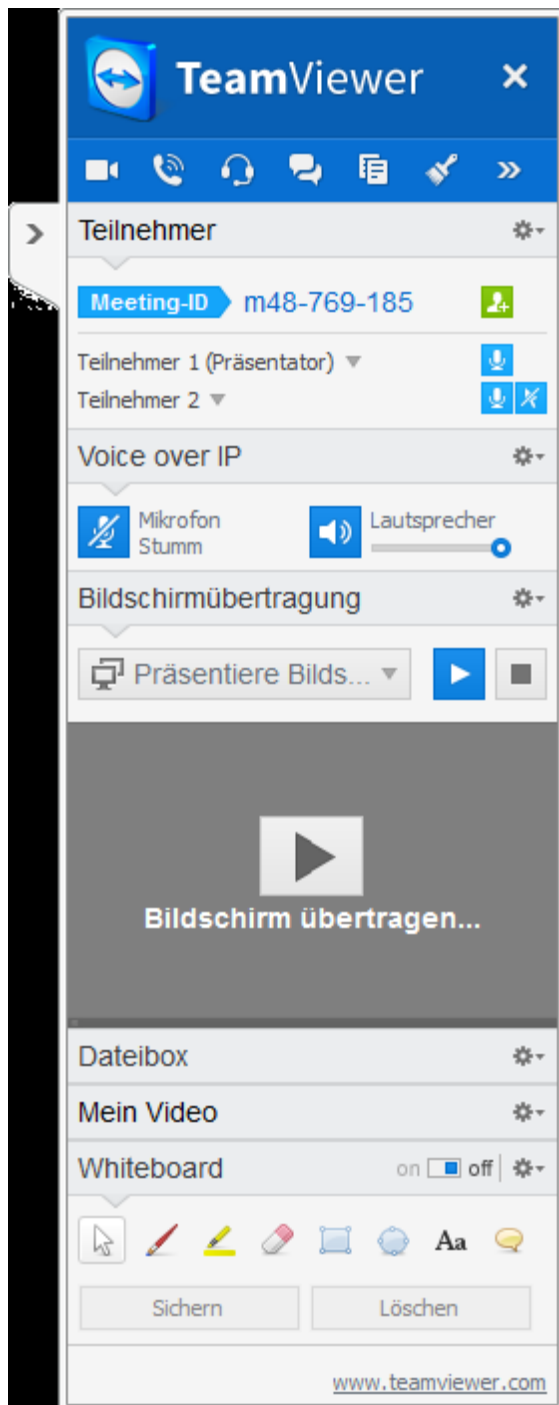 TeamViewer
Teilnehmer
Meeting-ID m48-769-185
Teilnehmer 1 (Präsentator)
Teilnehmer 2
Voice over IP
Mikrofon Stumm
Lautsprecher
Bildschirmübertragung
Präsentiere Bilds...
Bildschirm übertragen...
Dateibox
Mein Video
Whiteboard on off
Aa
Sichern Löschen
www.teamviewer.com